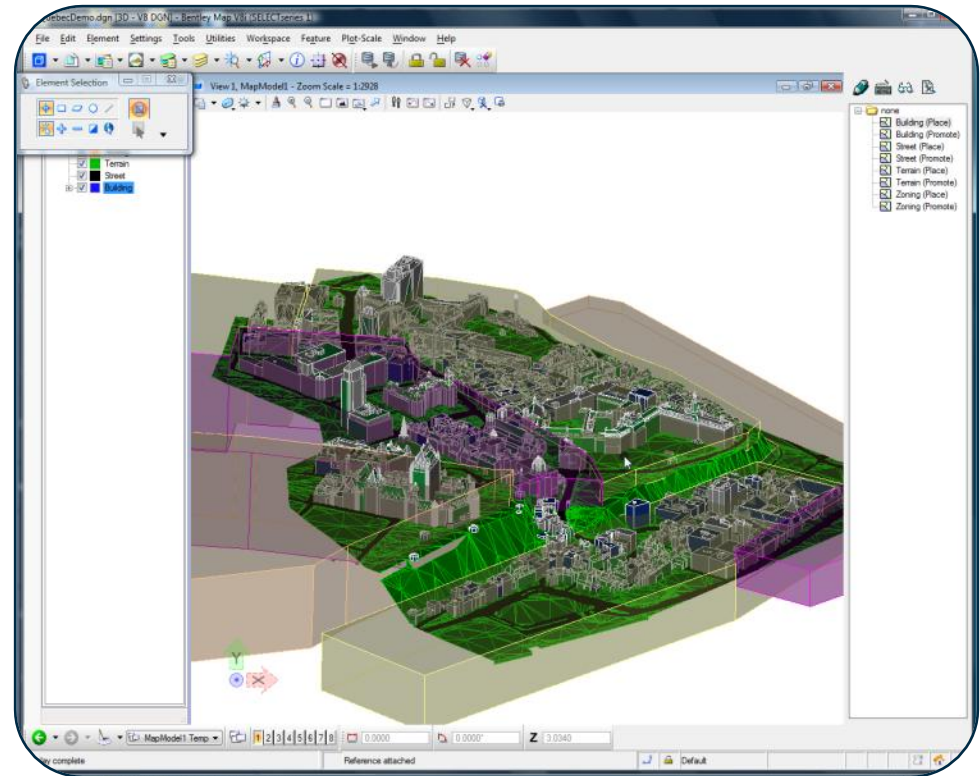 uebecDemo.dgn [3D - V8 DGN] - Bentley Map V8i (SELECTseries 1)
File Edit Element Settings Tools Utilities Workspace Feature Plot-Scale Window Help
Element Selection
View 1, MapModel1 - Zoom Scale = 1:2928
Terrain
Street
Building
none
Building (Place)
Building (Promote)
Street (Place)
Street (Promote)
Terrain (Place)
Terrain (Promote)
Zoning (Place)
Zoning (Promote)
Y
X
MapModel1 Temp 1 2 3 4 5 6 7 8 0.0000 0.0000° Z 3.0340
ay complete Reference attached Default